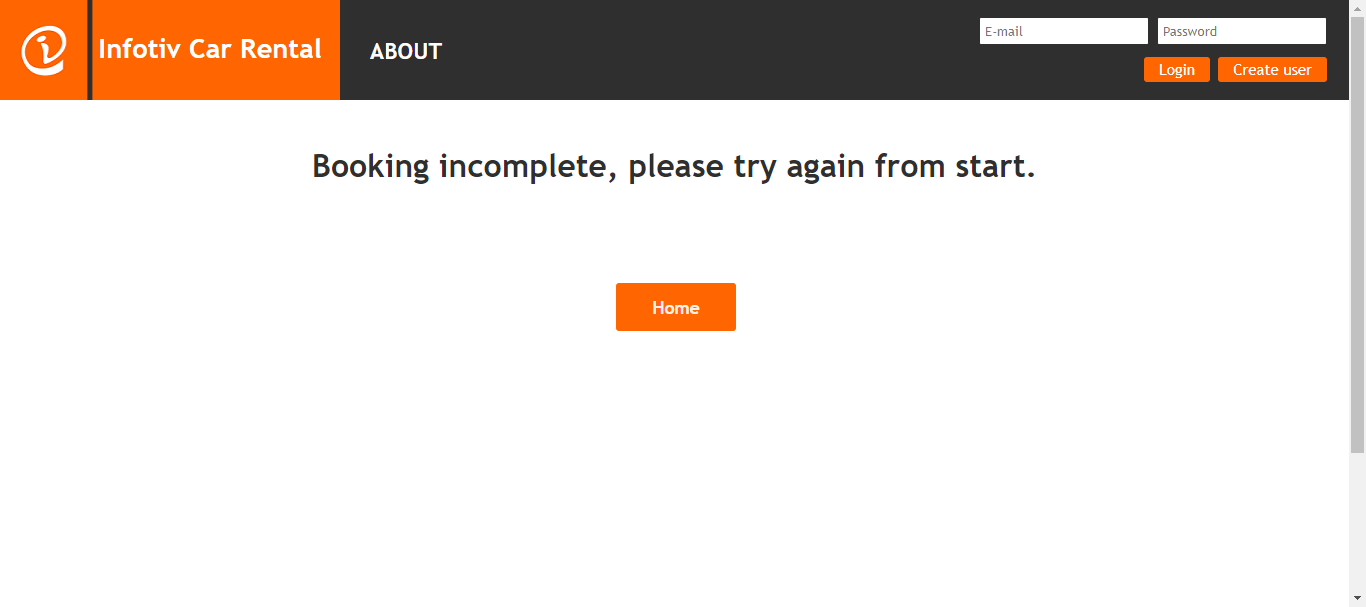 Infotiv Car Rental
ABOUT
E-mail
Password
Login
Create user
Booking incomplete, please try again from start.
Home